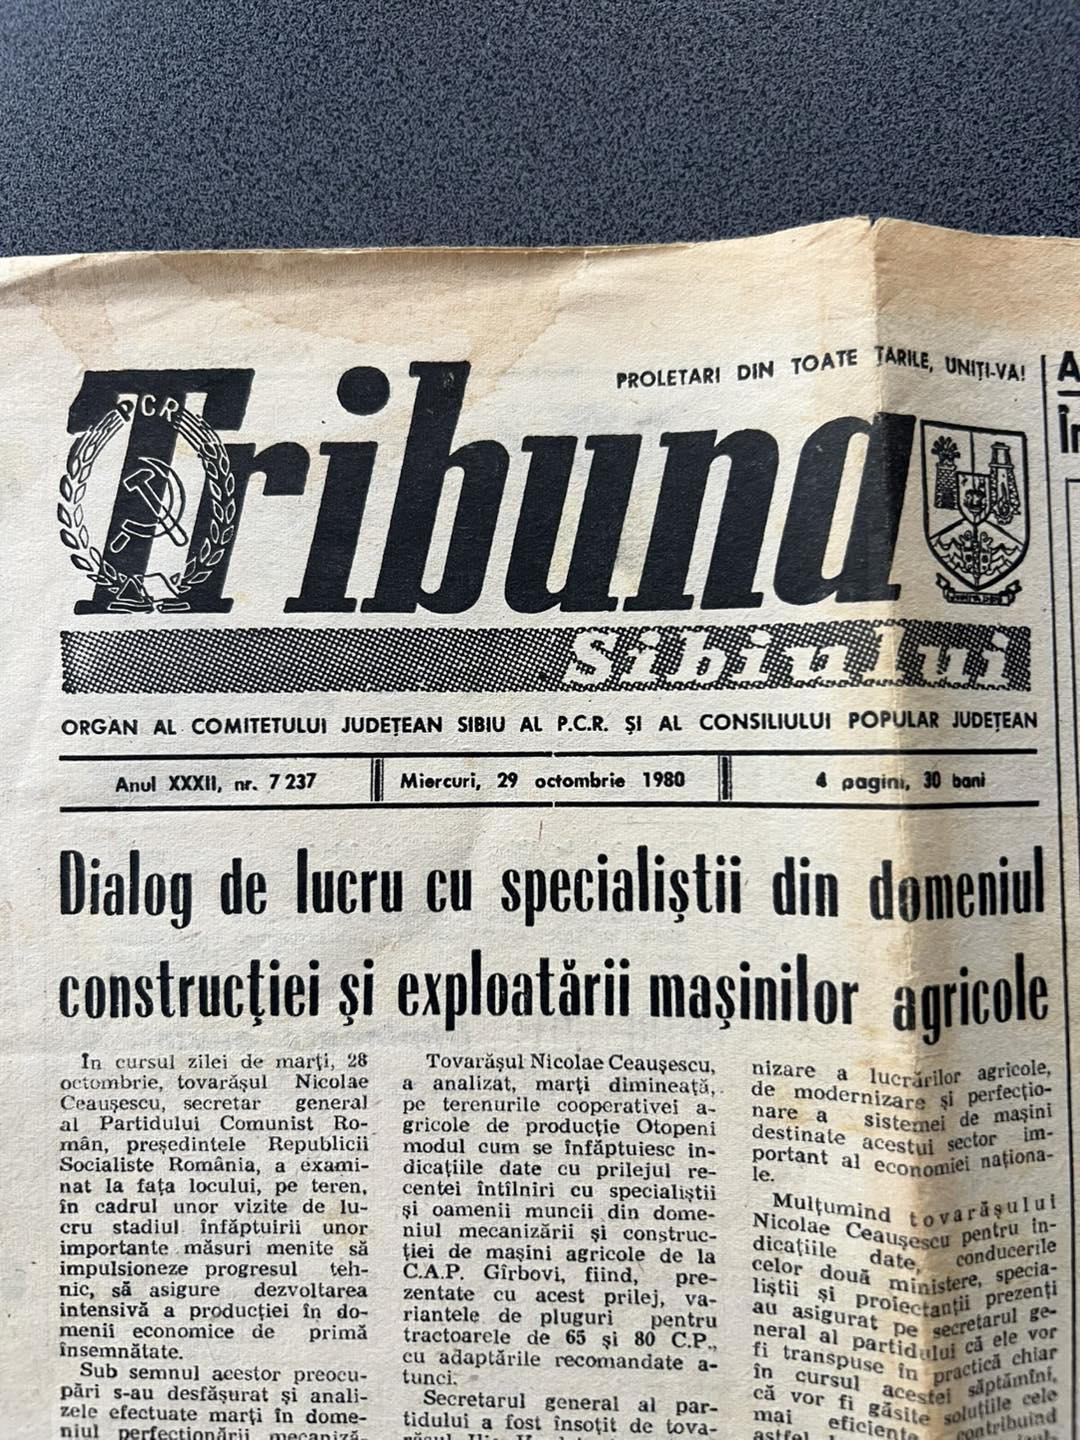 PROLETARI DIN TOATE ȚARILE, UNIȚI-VA!
PCR
Tribuna
sibiului
ORGAN AL COMITETULUI JUDEȚEAN SIBIU AL P.C.R. ȘI AL CONSILIULUI POPULAR JUDEȚEAN
Anul XXXII, nr. 7 237
Miercuri, 29 octombrie 1980
4 pagini, 30 bani
Dialog de lucru cu specialiștii din domeniul
construcției și exploatării mașinilor agricole
În cursul zilei de marți, 28
octombrie, tovarășul Nicolae
Ceaușescu, secretar general
al Partidului Comunist Ro-
mân, președintele Republicii
Socialiste România, a exami-
nat la fața locului, pe teren,
în cadrul unor vizite de lu-
cru stadiul înfăptuirii unor
importante măsuri menite să
impulsioneze progresul teh-
nic, să asigure dezvoltarea
intensivă a producției în do-
menii economice de primă
însemnătate.
Sub semnul acestor preocu-
pări s-au desfășurat și anali-
zele efectuate marți în dome-
niul perfecționării mecaniză-
Tovarășul Nicolae Ceaușescu,
a analizat, marți dimineață,
pe terenurile cooperativei a-
gricole de producție Otopeni
modul cum se înfăptuiesc in-
dicațiile date cu prilejul re-
centei întîlniri cu specialiștii
și oamenii muncii din dome-
niul mecanizării și construc-
ției de mașini agricole de la
C.A.P. Gîrbovi, fiind, pre-
zentate cu acest prilej, va-
riantele de pluguri pentru
tractoarele de 65 și 80 C.P.,
cu adaptările recomandate a-
tunci.
Secretarul general al par-
tidului a fost însoțit de tova-
nizare a lucrărilor agricole,
de modernizare și perfecțio-
nare a sistemei de mașini
destinate acestui sector im-
portant al economiei naționa-
le.
Mulțumind tovarășului
Nicolae Ceaușescu pentru in-
dicațiile date, conducerile
celor două ministere, specia-
liștii și proiectanții prezenți
au asigurat pe secretarul ge-
neral al partidului că ele vor
fi transpuse în practică chiar
în cursul acestei săptămîni,
că vor fi găsite soluțiile cele
mai eficiente contribuind
astfel